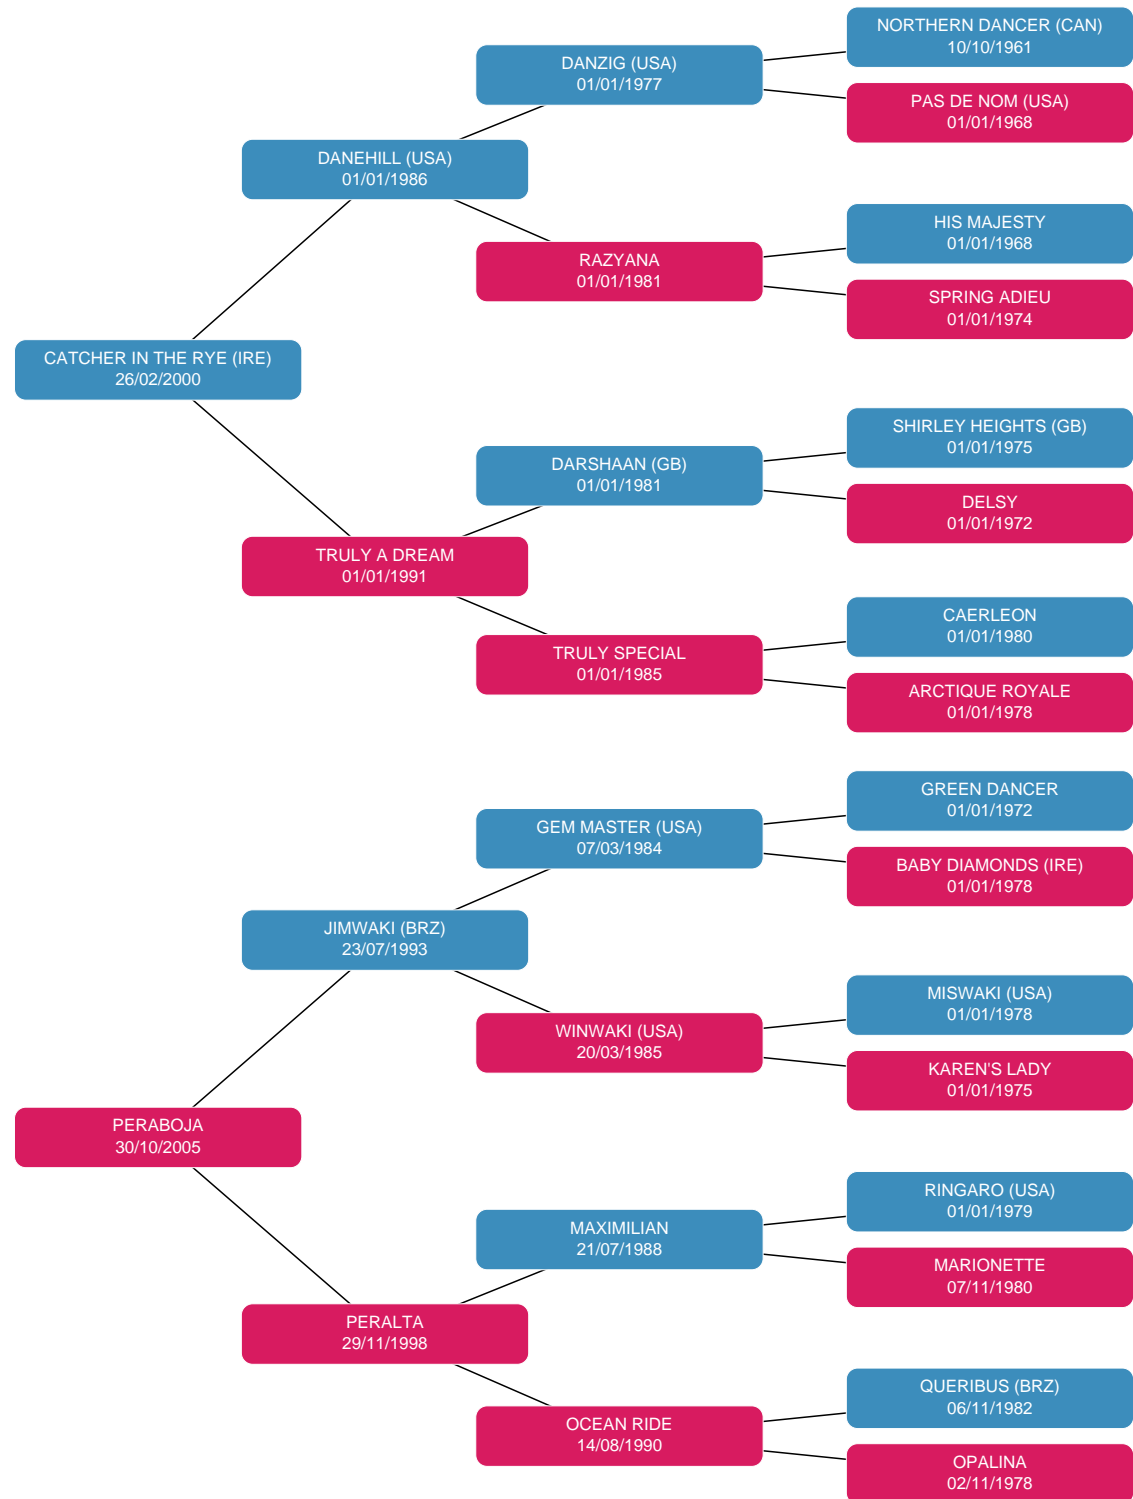 NORTHERN DANCER (CAN)
10/10/1961
DANZIG (USA)
01/01/1977
PAS DE NOM (USA)
01/01/1968
DANEHILL (USA)
01/01/1986
HIS MAJESTY
01/01/1968
RAZYANA
01/01/1981
SPRING ADIEU
01/01/1974
CATCHER IN THE RYE (IRE)
26/02/2000
SHIRLEY HEIGHTS (GB)
01/01/1975
DARSHAAN (GB)
01/01/1981
DELSY
01/01/1972
TRULY A DREAM
01/01/1991
CAERLEON
01/01/1980
TRULY SPECIAL
01/01/1985
ARCTIQUE ROYALE
01/01/1978
GREEN DANCER
01/01/1972
GEM MASTER (USA)
07/03/1984
BABY DIAMONDS (IRE)
01/01/1978
JIMWAKI (BRZ)
23/07/1993
MISWAKI (USA)
01/01/1978
WINWAKI (USA)
20/03/1985
KAREN'S LADY
01/01/1975
PERABOJA
30/10/2005
RINGARO (USA)
01/01/1979
MAXIMILIAN
21/07/1988
MARIONETTE
07/11/1980
PERALTA
29/11/1998
QUERIBUS (BRZ)
06/11/1982
OCEAN RIDE
14/08/1990
OPALINA
02/11/1978